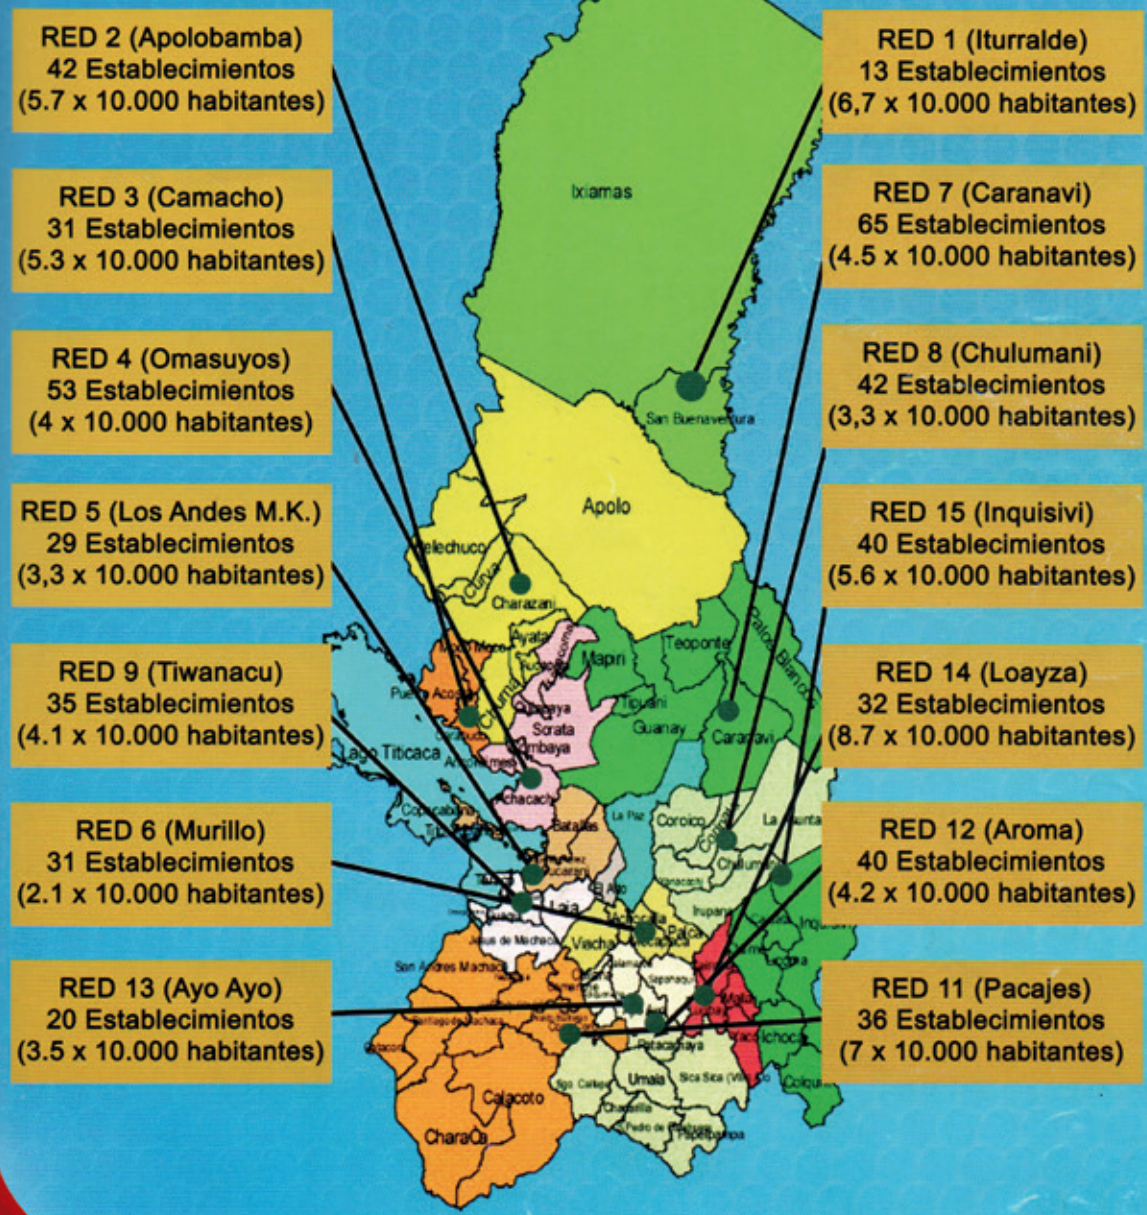 RED 2 (Apolobamba)
42 Establecimientos
(5.7 x 10.000 habitantes)
RED 3 (Camacho)
31 Establecimientos
(5.3 x 10.000 habitantes)
RED 4 (Omasuyos)
53 Establecimientos
(4 x 10.000 habitantes)
RED 5 (Los Andes M.K.)
29 Establecimientos
(3,3 x 10.000 habitantes)
RED 9 (Tiwanacu)
35 Establecimientos
(4.1 x 10.000 habitantes)
RED 6 (Murillo)
31 Establecimientos
(2.1 x 10.000 habitantes)
RED 13 (Ayo Ayo)
20 Establecimientos
(3.5 x 10.000 habitantes)
RED 1 (Iturralde)
13 Establecimientos
(6,7 x 10.000 habitantes)
RED 7 (Caranavi)
65 Establecimientos
(4.5 x 10.000 habitantes)
RED 8 (Chulumani)
42 Establecimientos
(3,3 x 10.000 habitantes)
RED 15 (Inquisivi)
40 Establecimientos
(5.6 x 10.000 habitantes)
RED 14 (Loayza)
32 Establecimientos
(8.7 x 10.000 habitantes)
RED 12 (Aroma)
40 Establecimientos
(4.2 x 10.000 habitantes)
RED 11 (Pacajes)
36 Establecimientos
(7 x 10.000 habitantes)
Ixiamas
San Buenaventura
Apolo
Curva
Charazani
Ayata
Mapiri
Teoponte
Palos Blancos
Tipuani
Guanay
Caranavi
Sorata
Lago Titicaca
Achacachi
La Paz
Coroico
Batallas
El Alto
Laja
Palca
Viacha
Jesus de Machaca
San Andres Machaca
Calacoto
Umala
Ichoca
Papelpampa